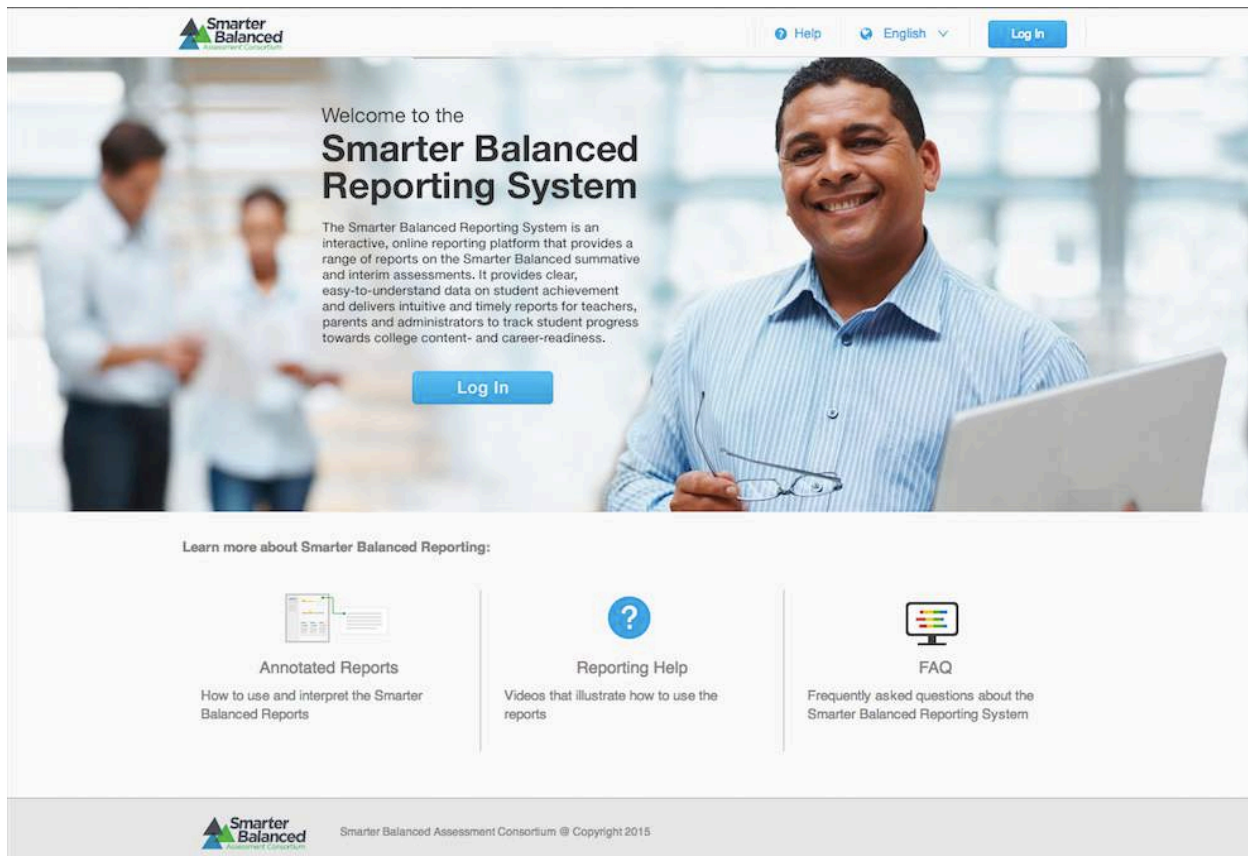 Smarter
Balanced
Assessment Consortium
Help
English
Log In
Welcome to the
Smarter Balanced
Reporting System
The Smarter Balanced Reporting System is an
interactive, online reporting platform that provides a
range of reports on the Smarter Balanced summative
and interim assessments. It provides clear,
easy-to-understand data on student achievement
and delivers intuitive and timely reports for teachers,
parents and administrators to track student progress
towards college content- and career-readiness.
Log In
Learn more about Smarter Balanced Reporting:
?
Annotated Reports
How to use and interpret the Smarter
Balanced Reports
Reporting Help
Videos that illustrate how to use the
reports
FAQ
Frequently asked questions about the
Smarter Balanced Reporting System
Smarter
Balanced
Assessment Consortium
Smarter Balanced Assessment Consortium @ Copyright 2015